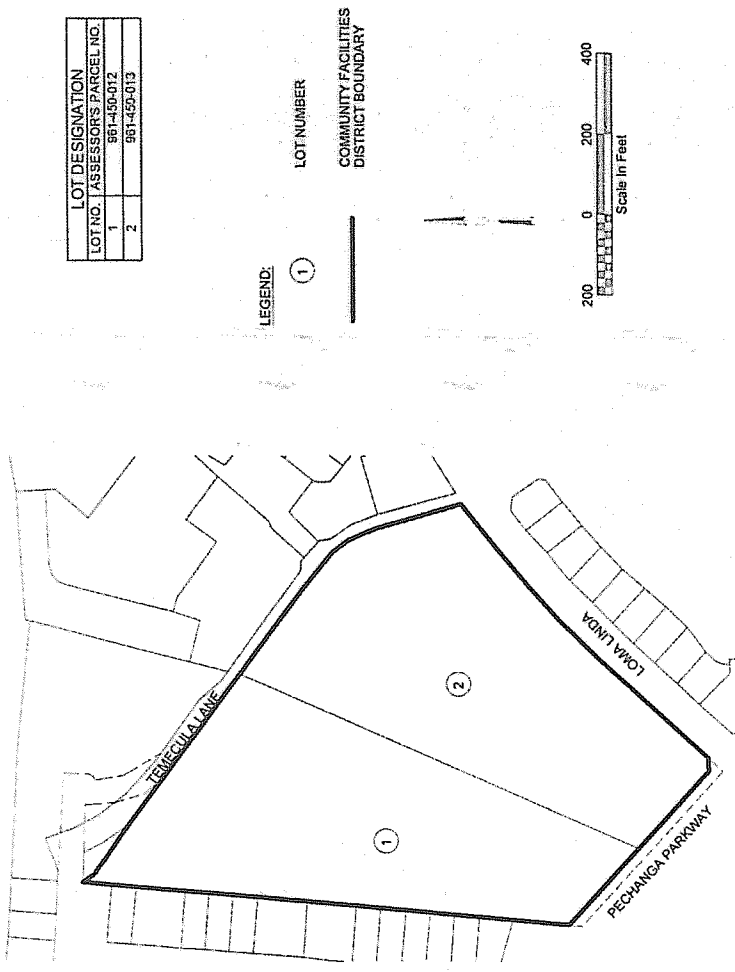 LOT DESIGNATION
LOT NO. ASSESSOR'S PARCEL NO.
1 961-450-012
2 961-450-013
LEGEND:
1 LOT NUMBER
COMMUNITY FACILITIES
DISTRICT BOUNDARY
200 0 200 400
Scale In Feet
TEMECULA LANE
1
2
LOMA LINDA
PECHANGA PARKWAY